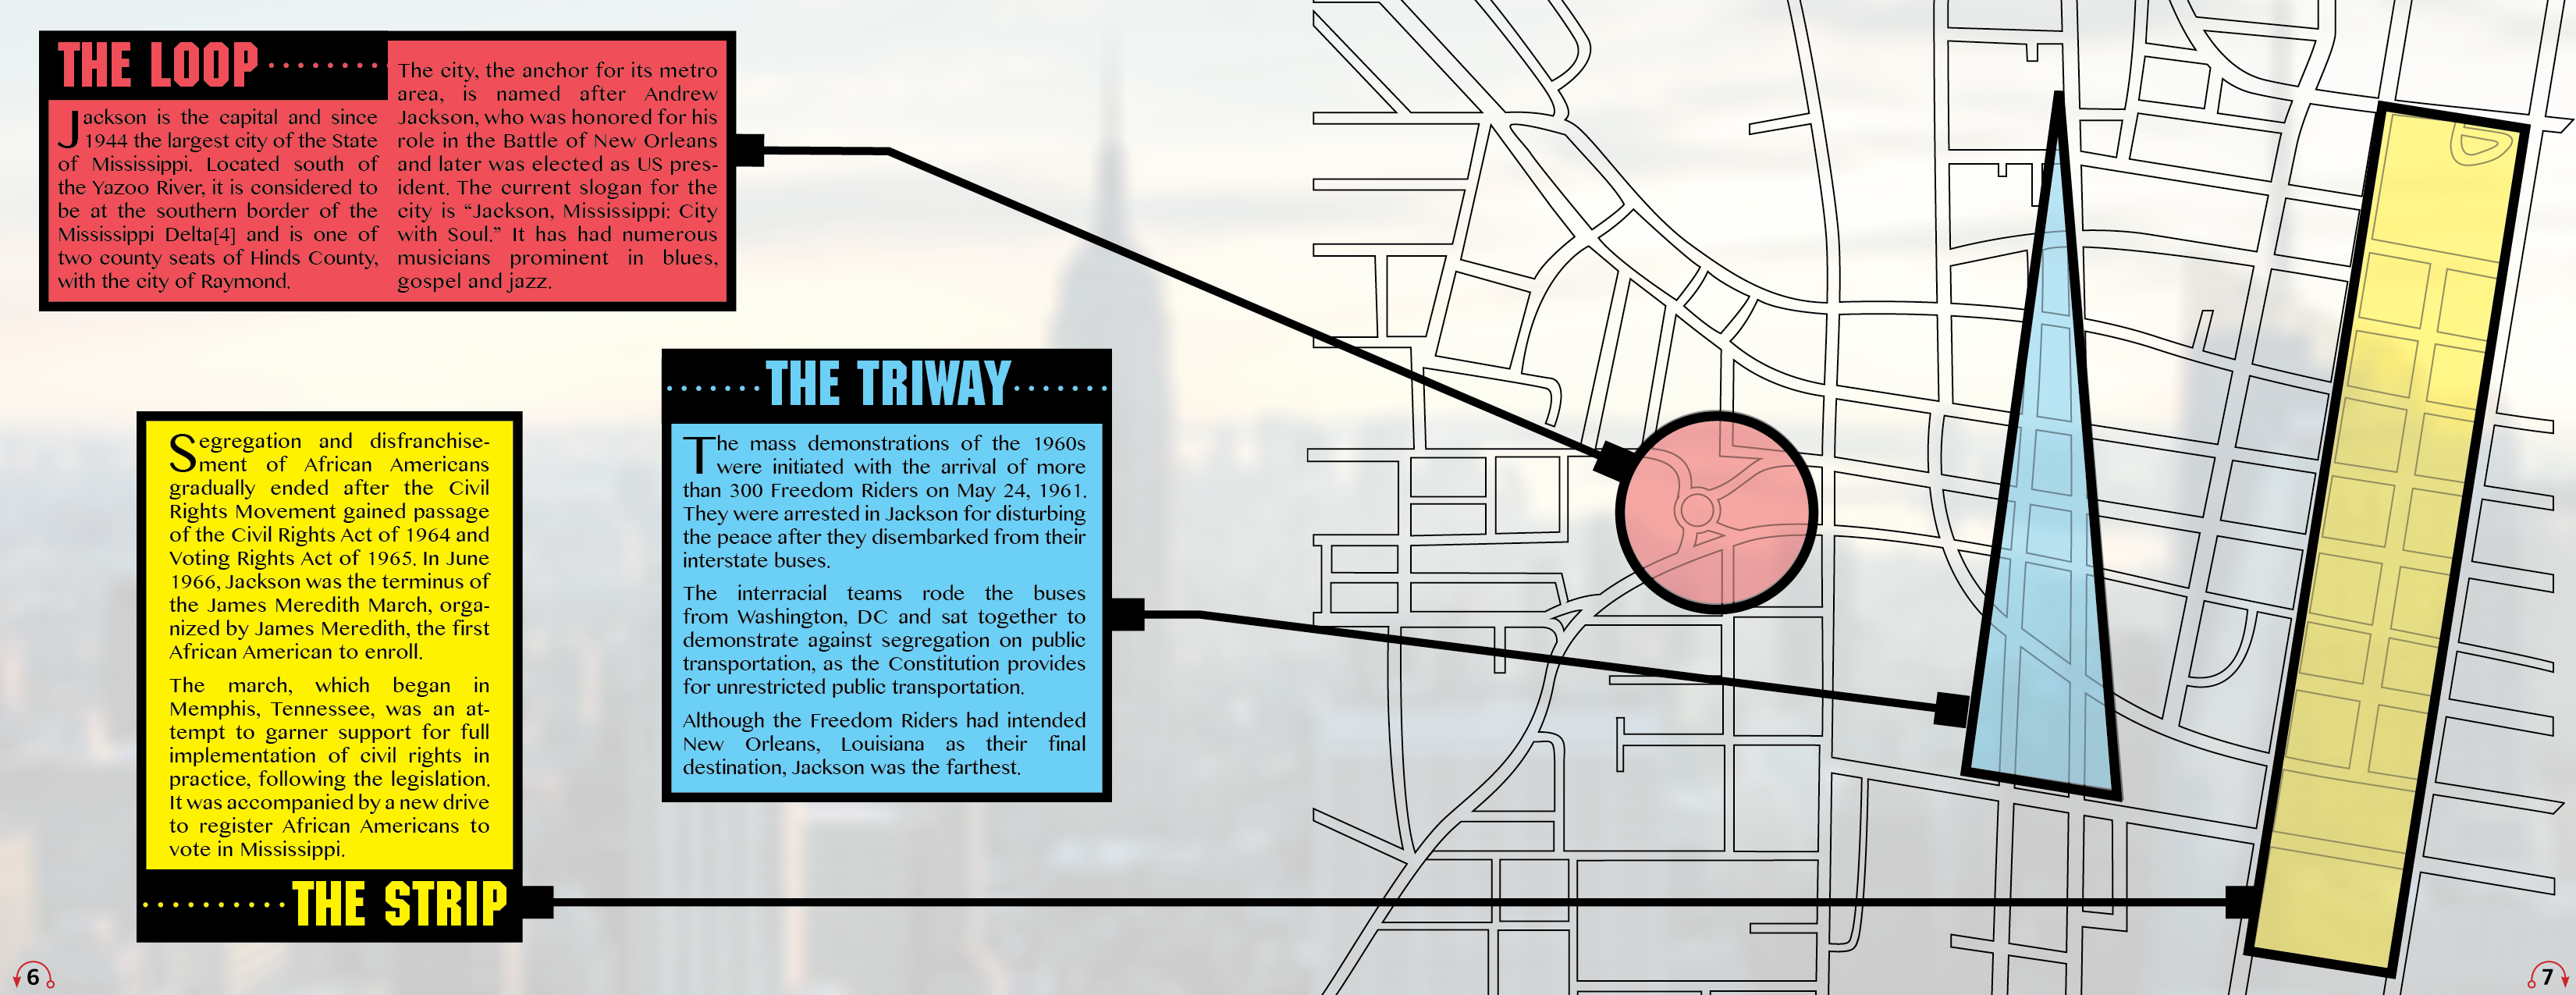 THE LOOP
Jackson is the capital and since
1944 the largest city of the State
of Mississippi. Located south of
the Yazoo River, it is considered to
be at the southern border of the
Mississippi Delta[4] and is one of
two county seats of Hinds County,
with the city of Raymond.
The city, the anchor for its metro
area, is named after Andrew
Jackson, who was honored for his
role in the Battle of New Orleans
and later was elected as US pres-
ident. The current slogan for the
city is “Jackson, Mississippi: City
with Soul.” It has had numerous
musicians prominent in blues,
gospel and jazz.
THE TRIWAY
The mass demonstrations of the 1960s
were initiated with the arrival of more
than 300 Freedom Riders on May 24, 1961.
They were arrested in Jackson for disturbing
the peace after they disembarked from their
interstate buses.
The interracial teams rode the buses
from Washington, DC and sat together to
demonstrate against segregation on public
transportation, as the Constitution provides
for unrestricted public transportation.
Although the Freedom Riders had intended
New Orleans, Louisiana as their final
destination, Jackson was the farthest.
Segregation and disfranchise-
ment of African Americans
gradually ended after the Civil
Rights Movement gained passage
of the Civil Rights Act of 1964 and
Voting Rights Act of 1965. In June
1966, Jackson was the terminus of
the James Meredith March, orga-
nized by James Meredith, the first
African American to enroll.
The march, which began in
Memphis, Tennessee, was an at-
tempt to garner support for full
implementation of civil rights in
practice, following the legislation.
It was accompanied by a new drive
to register African Americans to
vote in Mississippi.
THE STRIP
6
7